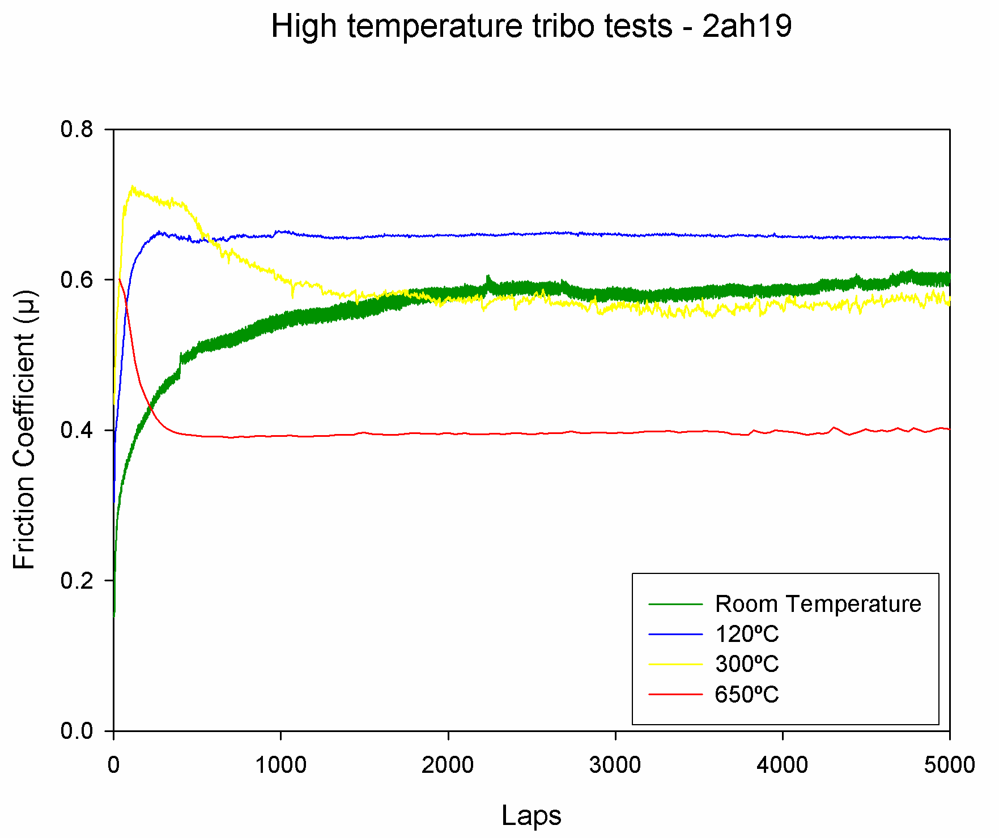 High temperature tribo tests - 2ah19
0.8
0.6
0.4
0.2
0.0
Friction Coefficient (μ)
0 1000 2000 3000 4000 5000
Laps
Room Temperature
120ºC
300ºC
650ºC